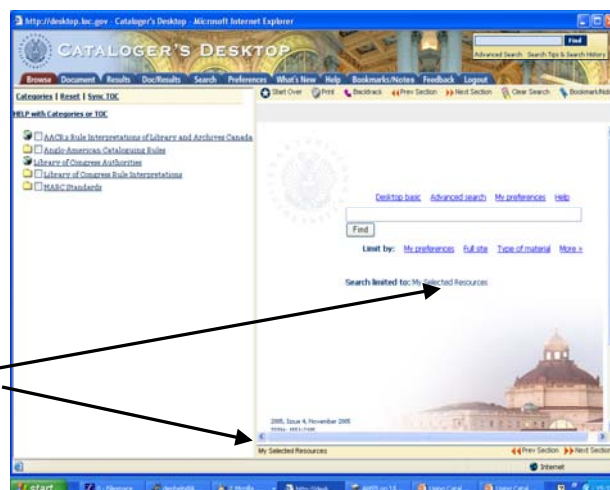 http://desktop.loc.gov - Cataloger's Desktop - Microsoft Internet Explorer
CATALOGER'S DESKTOP
Find
Advanced Search Search Tips & Search History
Browse Document Results Doc/Results Search Preferences What's New Help Bookmarks/Notes Feedback Logout
Categories | Reset | Sync TOC
Start Over Print Backtrack Prev Section Next Section Clear Search
HELP with Categories or TOC
AACR2 Rule Interpretations of Library and Archives Canada
Anglo-American Cataloguing Rules
Library of Congress Authorities
Library of Congress Rule Interpretations
MARC Standards
Desktop basic Advanced search My preferences Help
Find
Limit by: My preferences Full site Type of material More »
Search limited to: My Selected Resources
2005, Issue 4, November 2005
My Selected Resources Prev Section Next Section
Internet
start